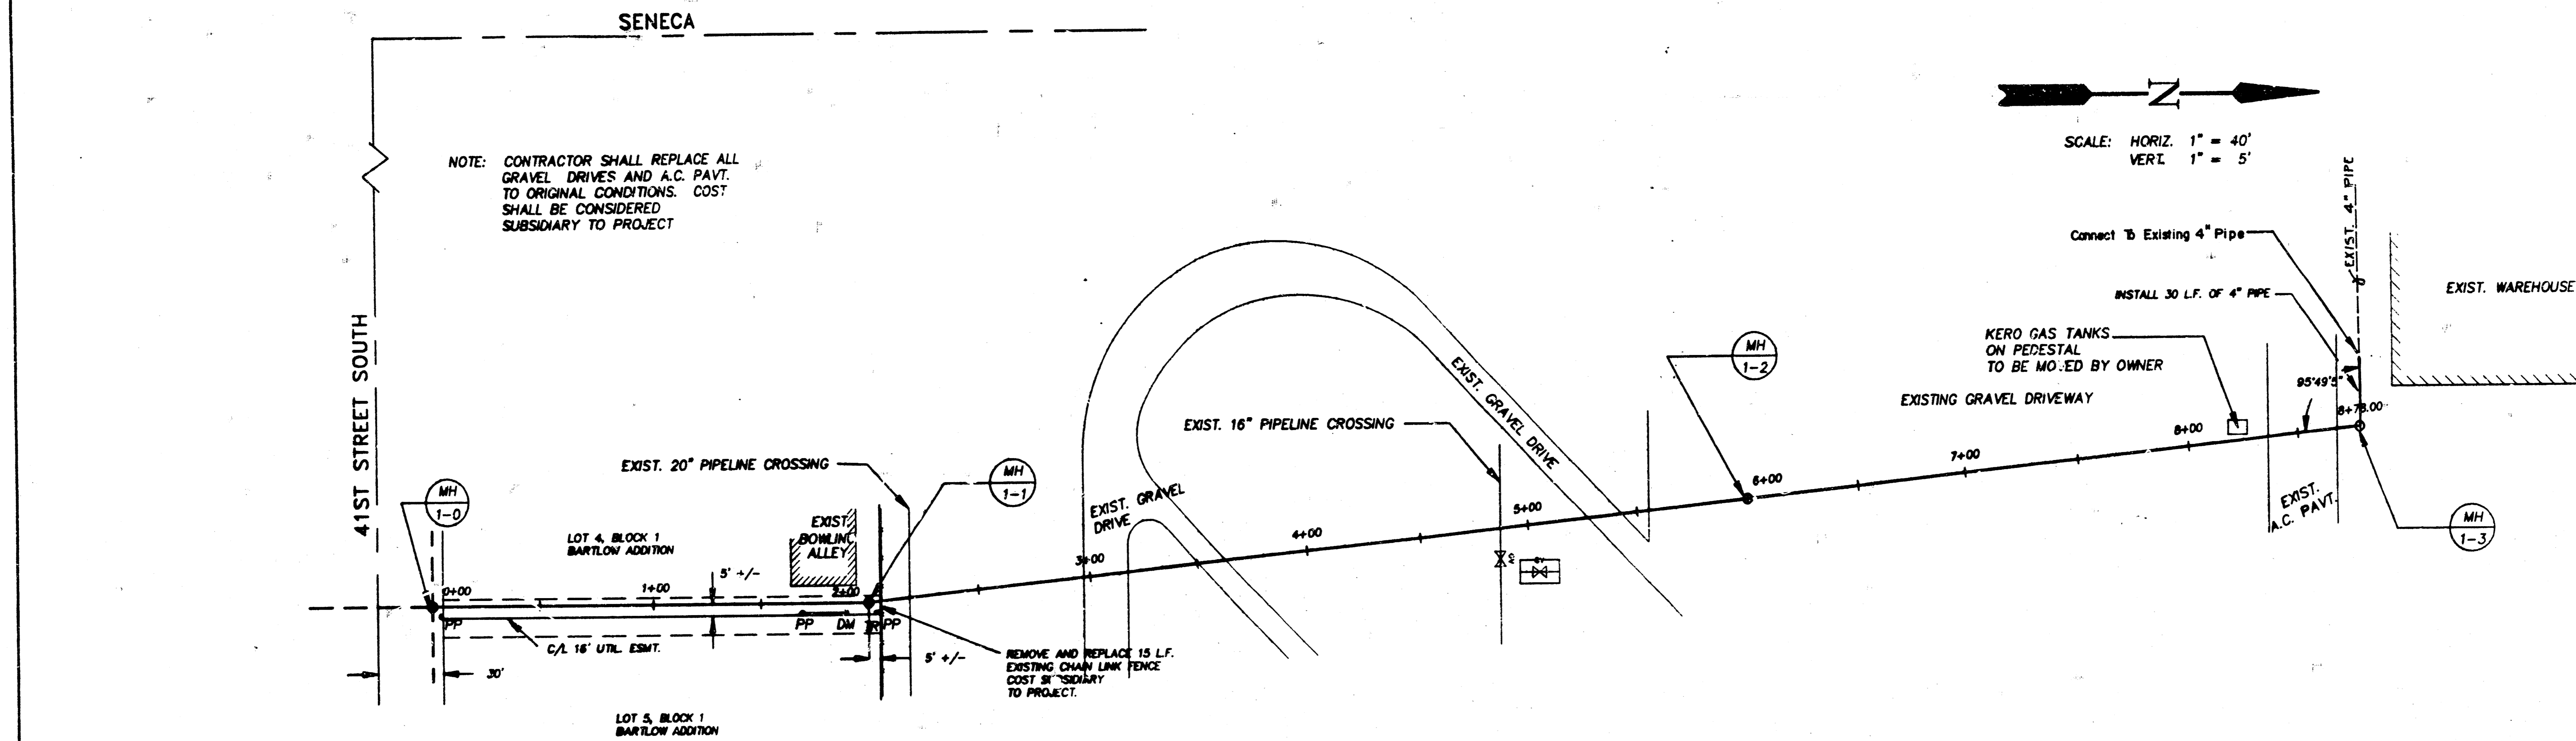 SENECA
N
SCALE: HORIZ. 1" = 40'
VERT. 1" = 5'
NOTE: CONTRACTOR SHALL REPLACE ALL
GRAVEL DRIVES AND A.C. PAVT.
TO ORIGINAL CONDITIONS. COST
SHALL BE CONSIDERED
SUBSIDIARY TO PROJECT
EXIST. 4" PIPE
Connect To Existing 4" Pipe
INSTALL 30 L.F. OF 4" PIPE
EXIST. WAREHOUSE
KERO GAS TANKS
ON PEDESTAL
TO BE MOVED BY OWNER
95°49'5"
EXISTING GRAVEL DRIVEWAY
8+78.00
MH
1-2
EXIST. GRAVEL DRIVE
EXIST. 16" PIPELINE CROSSING
41ST STREET SOUTH
EXIST. 20" PIPELINE CROSSING
MH
1-1
MH
1-0
EXIST. GRAVEL
DRIVE
EXIST.
BOWLING
ALLEY
LOT 4, BLOCK 1
BARTLOW ADDITION
5' +/-
0+00
1+00
2+00
3+00
4+00
5+00
6+00
7+00
8+00
EXIST.
A.C. PAVT.
MH
1-3
PP
PP
DM
PP
C/L 16' UTIL. ESMT.
30'
5' +/-
REMOVE AND REPLACE 15 L.F.
EXISTING CHAIN LINK FENCE
COST SUBSIDIARY
TO PROJECT.
LOT 5, BLOCK 1
BARTLOW ADDITION